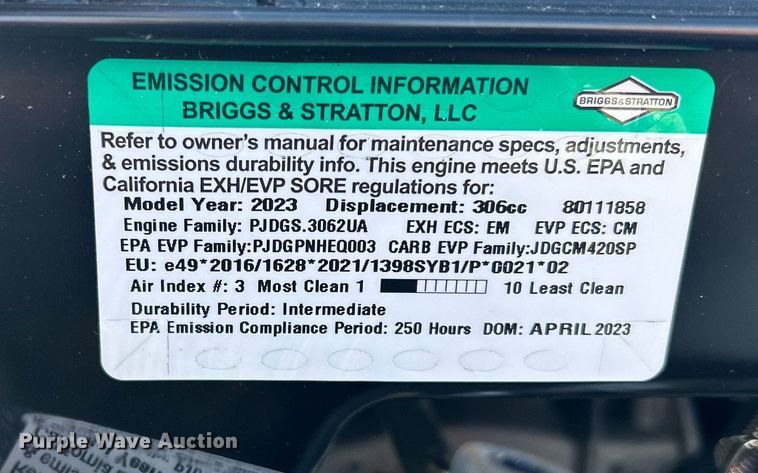 EMISSION CONTROL INFORMATION
BRIGGS & STRATTON, LLC
BRIGGS&STRATTON
Refer to owner's manual for maintenance specs, adjustments,
& emissions durability info. This engine meets U.S. EPA and
California EXH/EVP SORE regulations for:
Model Year: 2023 Displacement: 306cc 80111858
Engine Family: PJDGS.3062UA EXH ECS: EM EVP ECS: CM
EPA EVP Family:PJDGPNHEQ003 CARB EVP Family:JDGCM420SP
EU: e49*2016/1628*2021/1398SYB1/P*0021*02
Air Index #: 3 Most Clean 1 10 Least Clean
Durability Period: Intermediate
EPA Emission Compliance Period: 250 Hours DOM: APRIL 2023
Purple Wave Auction